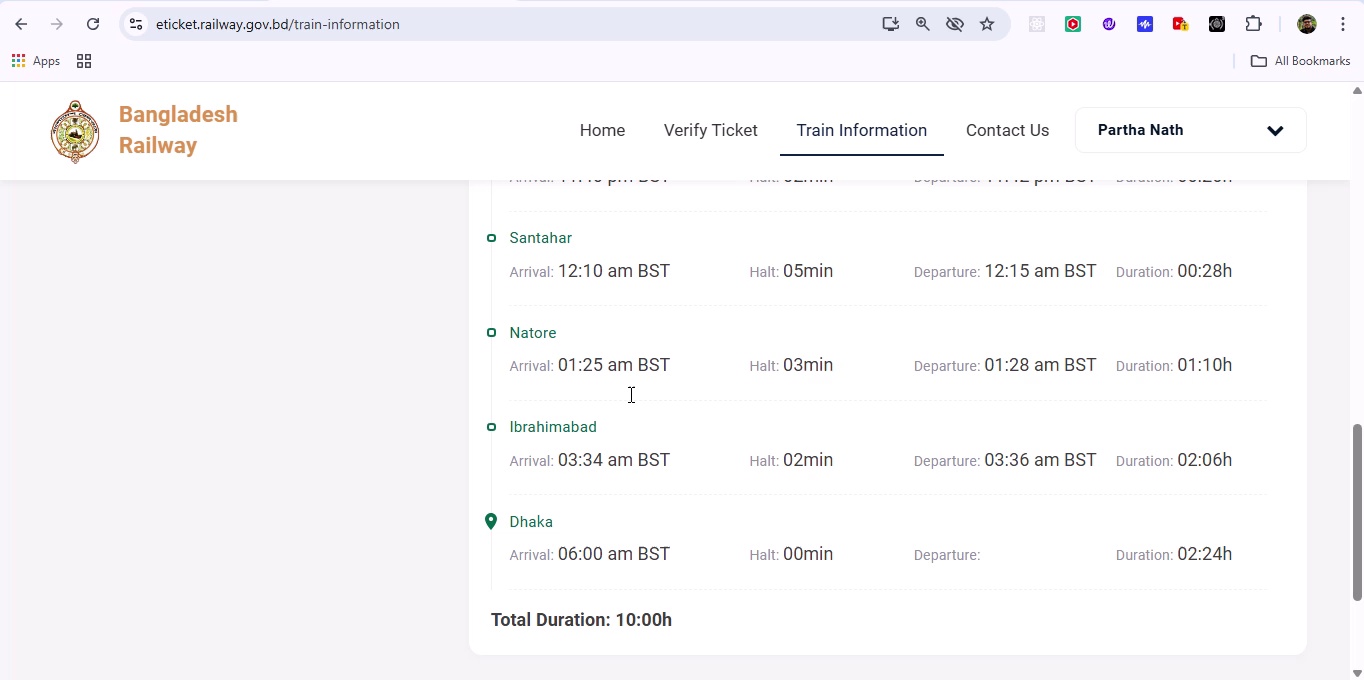 eticket.railway.gov.bd/train-information
Apps
All Bookmarks
Bangladesh
Railway
Home Verify Ticket Train Information Contact Us Partha Nath
Santahar
Arrival: 12:10 am BST Halt: 05min Departure: 12:15 am BST Duration: 00:28h
Natore
Arrival: 01:25 am BST Halt: 03min Departure: 01:28 am BST Duration: 01:10h
Ibrahimabad
Arrival: 03:34 am BST Halt: 02min Departure: 03:36 am BST Duration: 02:06h
Dhaka
Arrival: 06:00 am BST Halt: 00min Departure: Duration: 02:24h
Total Duration: 10:00h